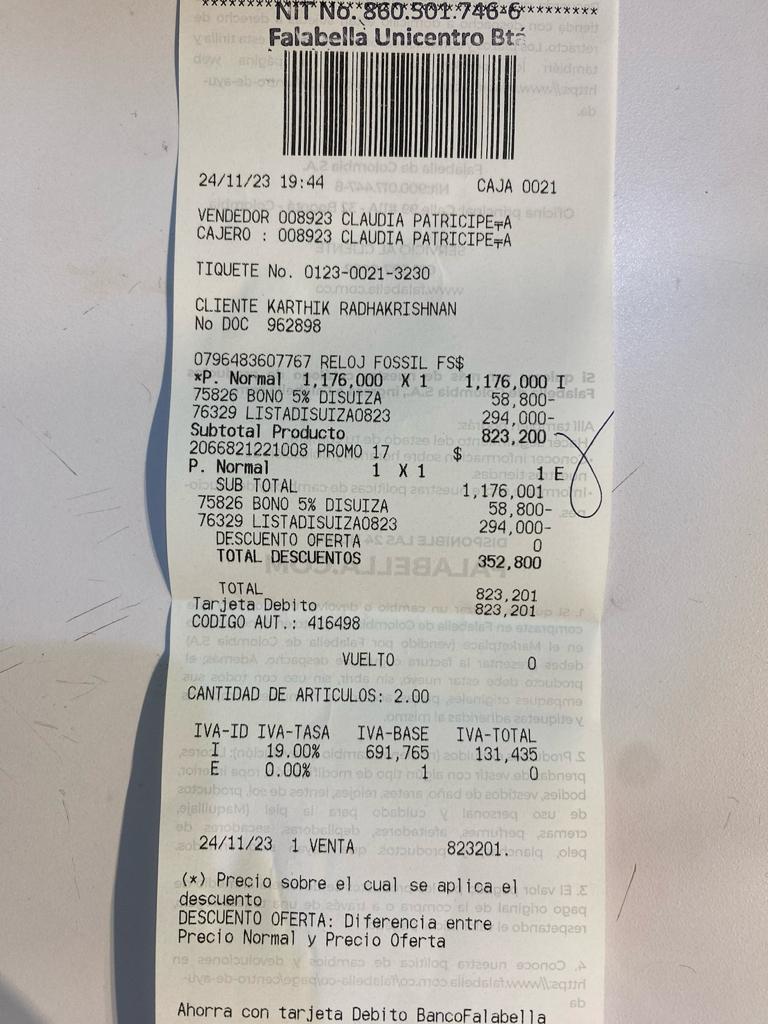 NIT No. 860.501.746-6
Falabella Unicentro Bta
24/11/23 19:44 CAJA 0021
VENDEDOR 008923 CLAUDIA PATRICIPE╤A
CAJERO : 008923 CLAUDIA PATRICIPE╤A
TIQUETE No. 0123-0021-3230
CLIENTE KARTHIK RADHAKRISHNAN
No DOC 962898
0796483607767 RELOJ FOSSIL FS$
*P. Normal 1,176,000 X 1 1,176,000 I
75826 BONO 5% DISUIZA 58,800-
76329 LISTADISUIZA0823 294,000-
Subtotal Producto 823,200
2066821221008 PROMO 17 $
P. Normal 1 X 1 1 E
SUB TOTAL 1,176,001
75826 BONO 5% DISUIZA 58,800-
76329 LISTADISUIZA0823 294,000-
DESCUENTO OFERTA 0
TOTAL DESCUENTOS 352,800
TOTAL 823,201
Tarjeta Debito 823,201
CODIGO AUT.: 416498
VUELTO 0
CANTIDAD DE ARTICULOS: 2.00
IVA-ID IVA-TASA IVA-BASE IVA-TOTAL
I 19.00% 691,765 131,435
E 0.00% 1 0
24/11/23 1 VENTA 823201.
(*) Precio sobre el cual se aplica el
descuento
DESCUENTO OFERTA: Diferencia entre
Precio Normal y Precio Oferta
Ahorra con tarjeta Debito BancoFalabella